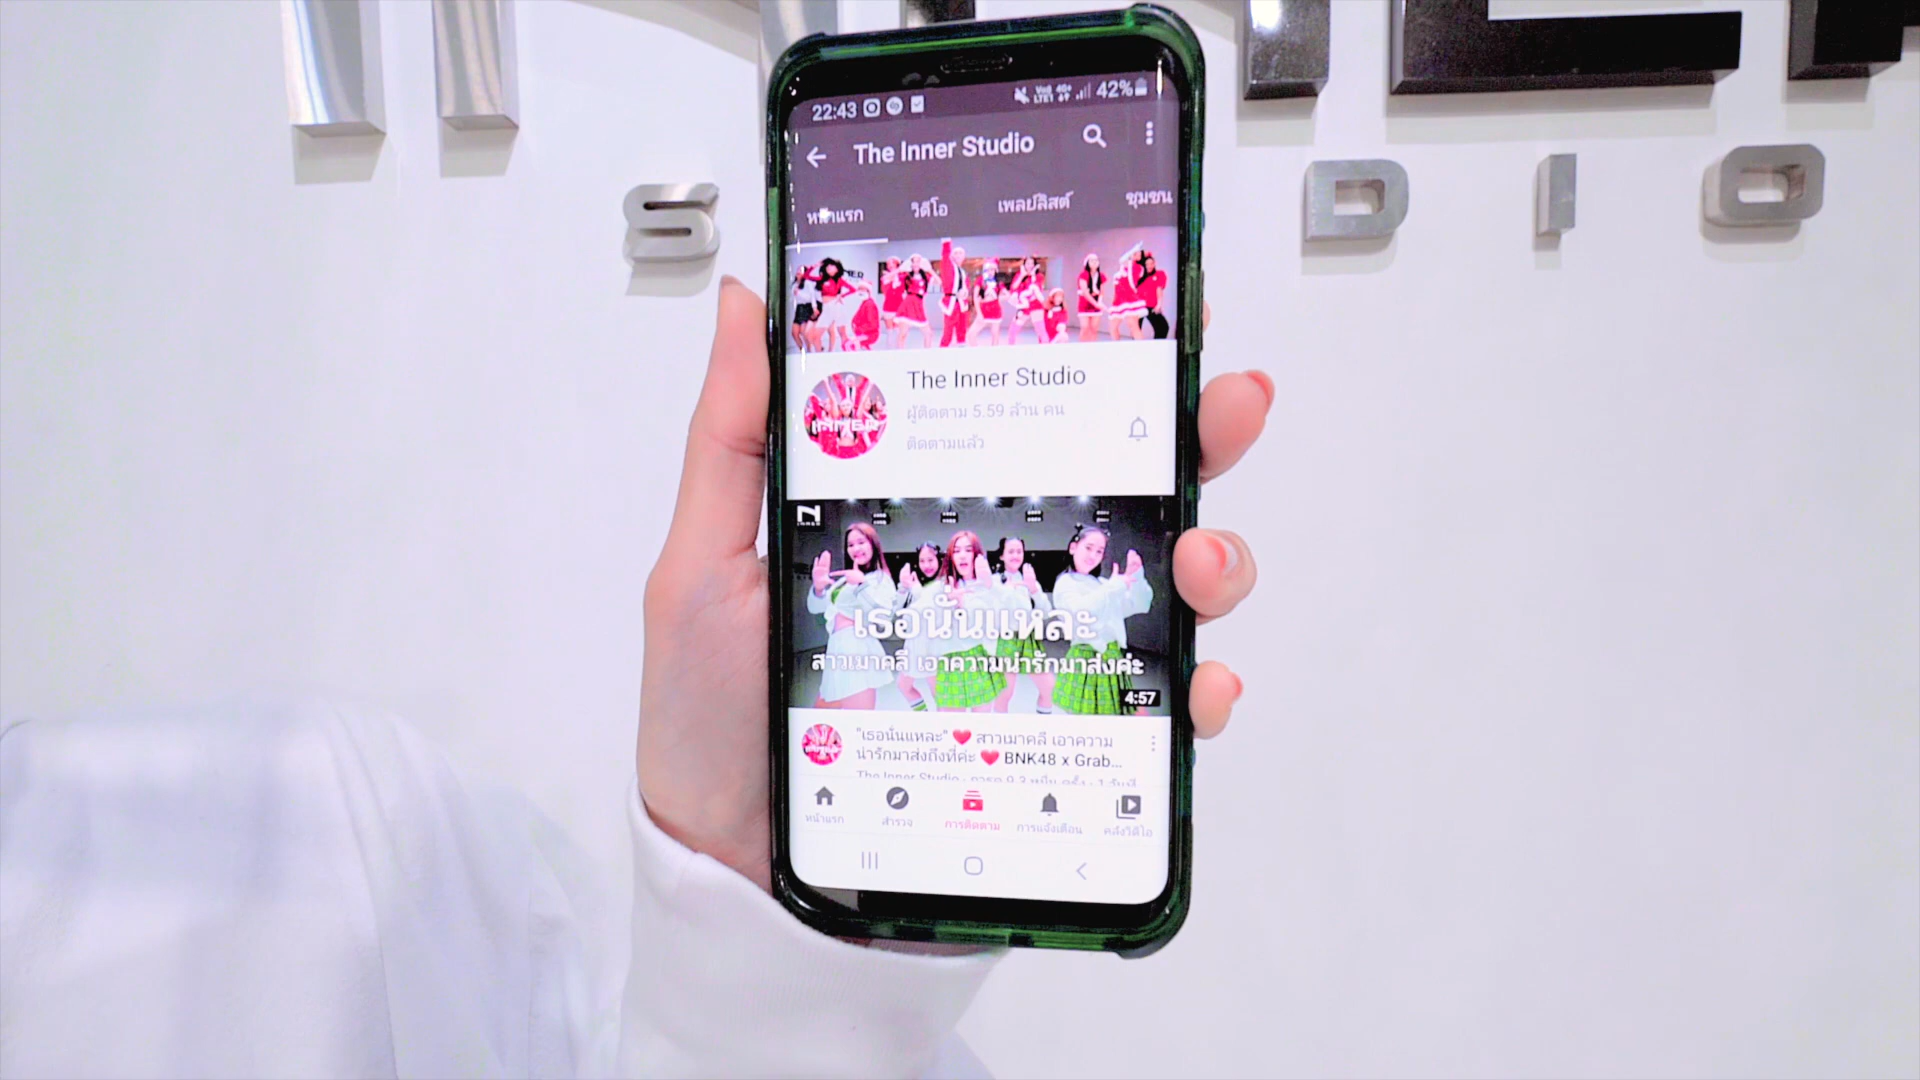 22:43
Vo)) 4G+
LTE1
42%
The Inner Studio
หน้าแรก วิดีโอ เพลย์ลิสต์ ชุมชน
The Inner Studio
ผู้ติดตาม 5.59 ล้าน คน
ติดตามแล้ว
INNER
เธอนั่นแหละ
สาวเมาคลี เอาความน่ารักมาส่งค่ะ
4:57
"เธอนั่นแหละ" ❤️ สาวเมาคลี เอาความ
น่ารักมาส่งถึงที่ค่ะ ❤️ BNK48 x Grab...
The Inner Studio
หน้าแรก สำรวจ การติดตาม การแจ้งเตือน คลังวิดีโอ
S DIO